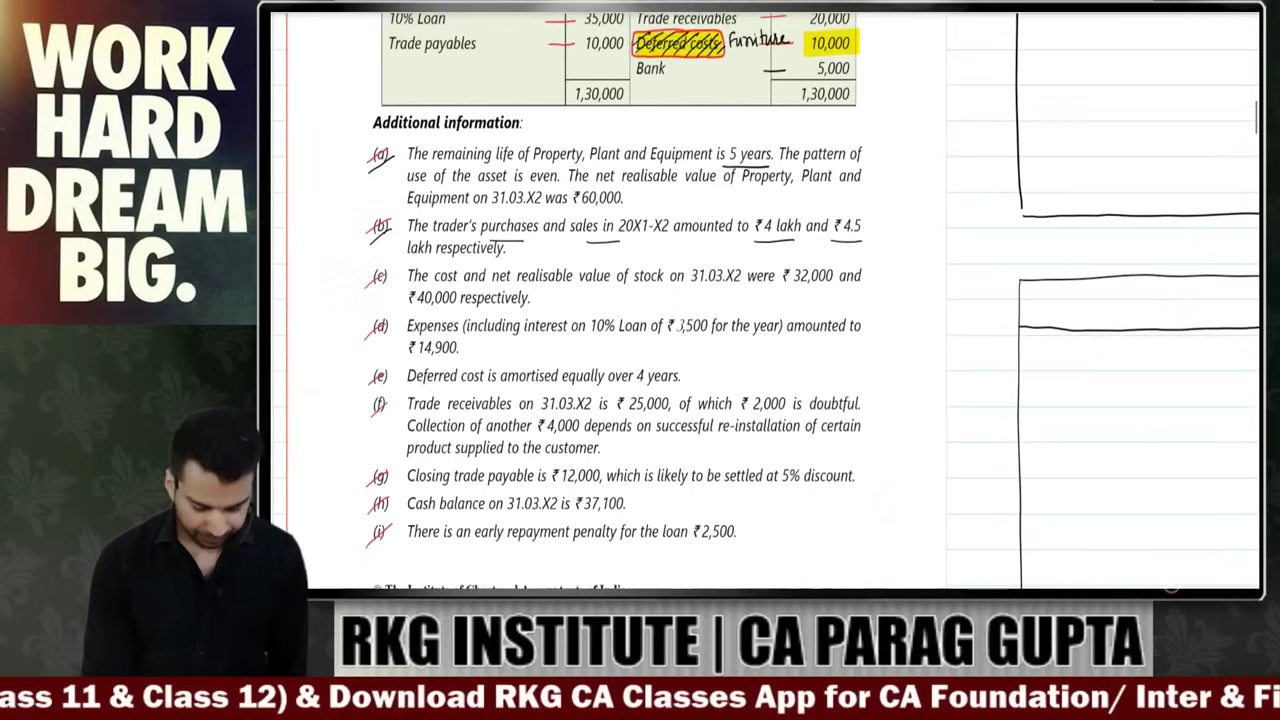 WORK
HARD
DREAM
BIG.
10% Loan 35,000 Trade receivables 20,000
Trade payables 10,000 Deferred costs Furniture 10,000
Bank 5,000
1,30,000 1,30,000
Additional information:
(a) The remaining life of Property, Plant and Equipment is 5 years. The pattern of
use of the asset is even. The net realisable value of Property, Plant and
Equipment on 31.03.X2 was ₹ 60,000.
(b) The trader's purchases and sales in 20X1-X2 amounted to ₹ 4 lakh and ₹ 4.5
lakh respectively.
(c) The cost and net realisable value of stock on 31.03.X2 were ₹ 32,000 and
₹ 40,000 respectively.
(d) Expenses (including interest on 10% Loan of ₹ 3,500 for the year) amounted to
₹ 14,900.
(e) Deferred cost is amortised equally over 4 years.
(f) Trade receivables on 31.03.X2 is ₹ 25,000, of which ₹ 2,000 is doubtful.
Collection of another ₹ 4,000 depends on successful re-installation of certain
product supplied to the customer.
(g) Closing trade payable is ₹ 12,000, which is likely to be settled at 5% discount.
(h) Cash balance on 31.03.X2 is ₹ 37,100.
(i) There is an early repayment penalty for the loan ₹ 2,500.
RKG INSTITUTE | CA PARAG GUPTA
ass 11 & Class 12) & Download RKG CA Classes App for CA Foundation/ Inter & Fi